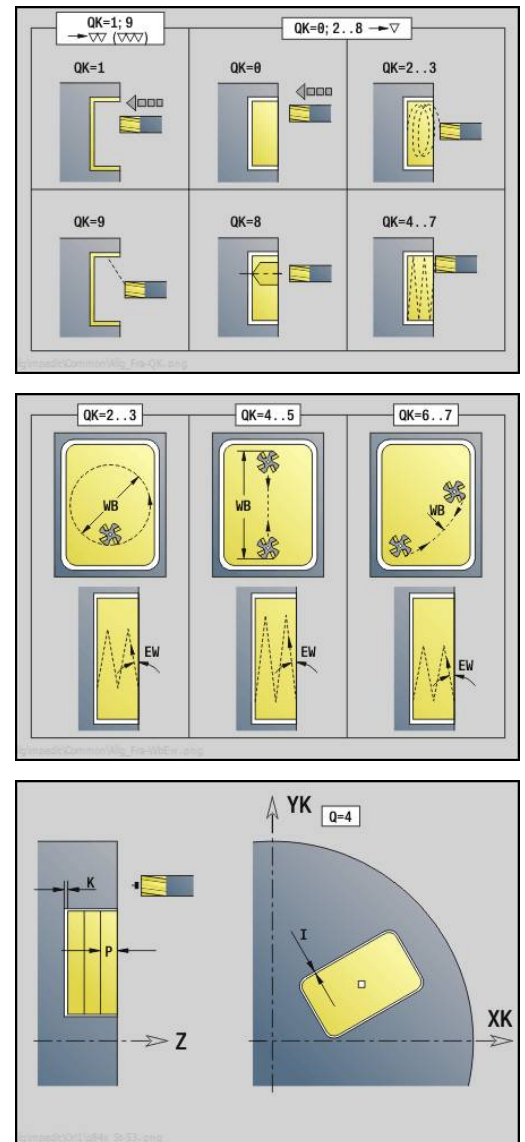 QK=1; 9
QK=0; 2..8
QK=1
QK=0
QK=2..3
QK=9
QK=8
QK=4..7
QK=2..3
QK=4..5
QK=6..7
WB
WB
WB
EW
EW
EW
YK
Q=4
K
P
I
Z
XK